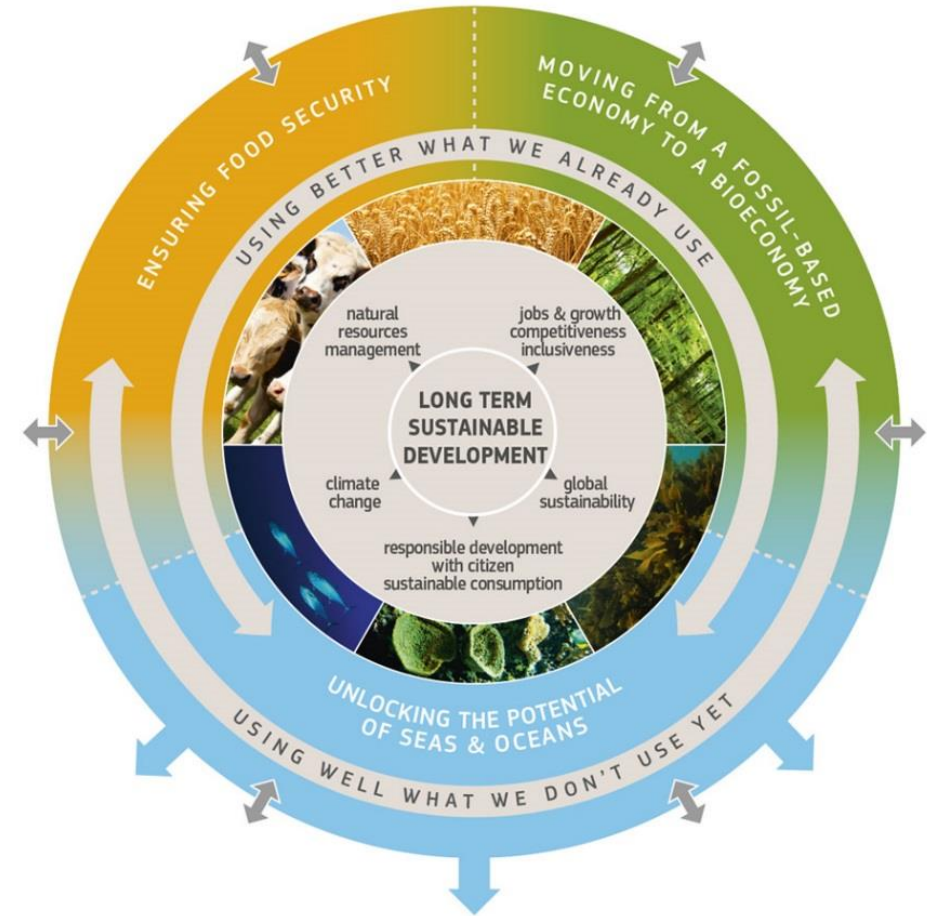 ENSURING FOOD SECURITY
MOVING FROM A FOSSIL-BASED
ECONOMY TO A BIOECONOMY
USING BETTER WHAT WE ALREADY USE
natural
resources
management
jobs & growth
competitiveness
inclusiveness
LONG TERM
SUSTAINABLE
DEVELOPMENT
climate
change
global
sustainability
responsible development
with citizen
sustainable consumption
UNLOCKING THE POTENTIAL
OF SEAS & OCEANS
USING WELL WHAT WE DON'T USE YET